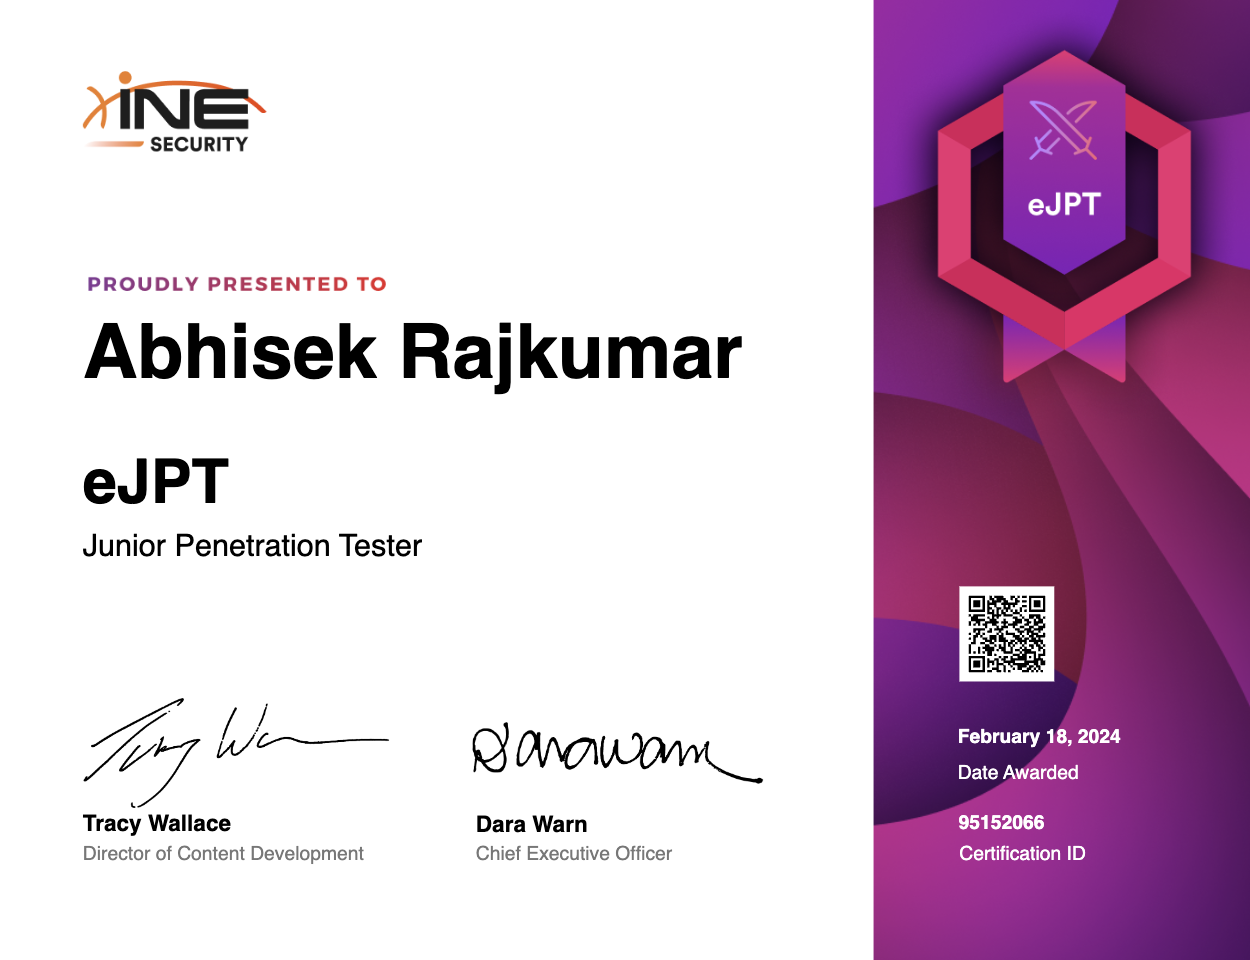 iNE
SECURITY
PROUDLY PRESENTED TO
Abhisek Rajkumar
eJPT
Junior Penetration Tester
Tracy Wallace
Director of Content Development
Dara Warn
Chief Executive Officer
eJPT
February 18, 2024
Date Awarded
95152066
Certification ID